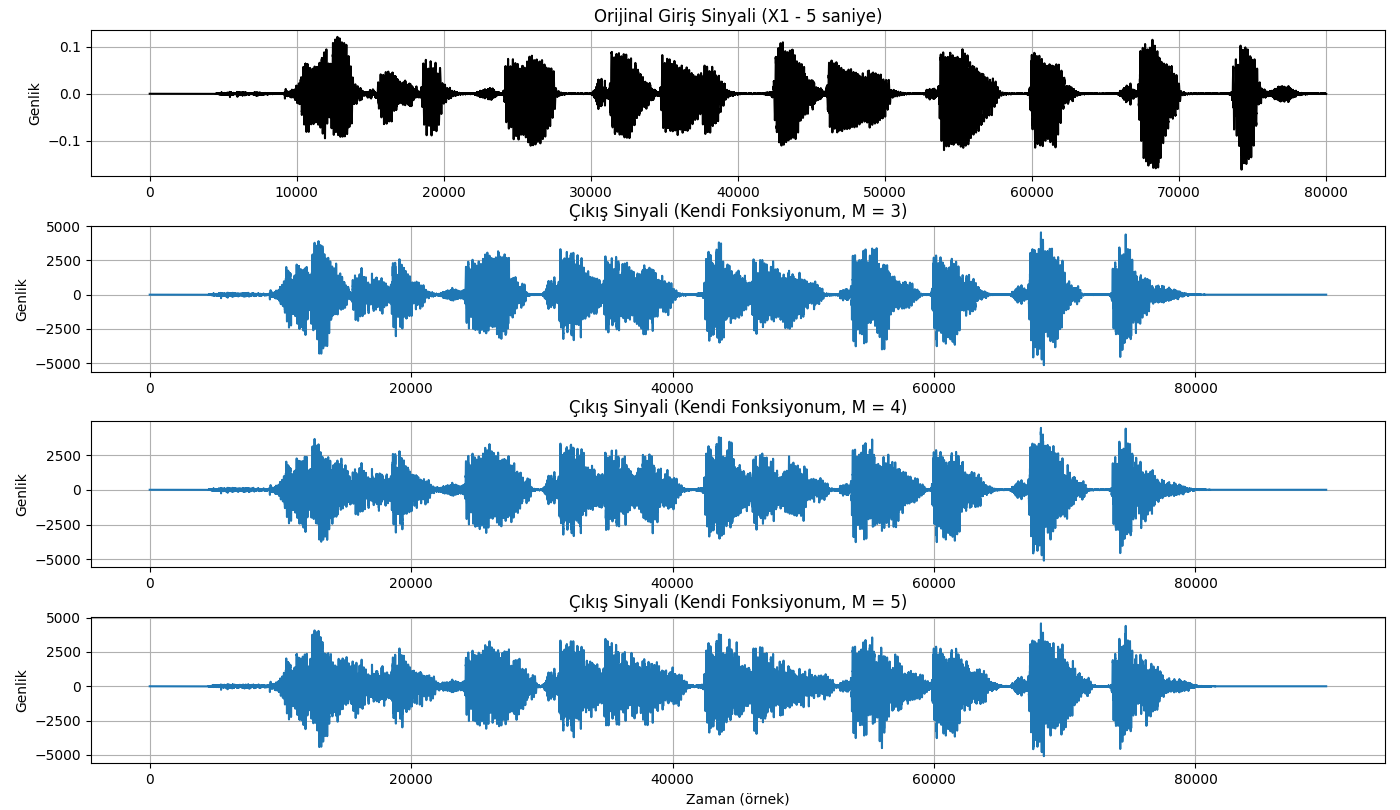 Orijinal Giriş Sinyali (X1 - 5 saniye)
Genlik
0.1
0.0
−0.1
0 10000 20000 30000 40000 50000 60000 70000 80000
Çıkış Sinyali (Kendi Fonksiyonum, M = 3)
Genlik
5000
2500
0
−2500
−5000
0 20000 40000 60000 80000
Çıkış Sinyali (Kendi Fonksiyonum, M = 4)
Genlik
2500
0
−2500
−5000
0 20000 40000 60000 80000
Çıkış Sinyali (Kendi Fonksiyonum, M = 5)
Genlik
5000
2500
0
−2500
−5000
0 20000 40000 60000 80000
Zaman (örnek)